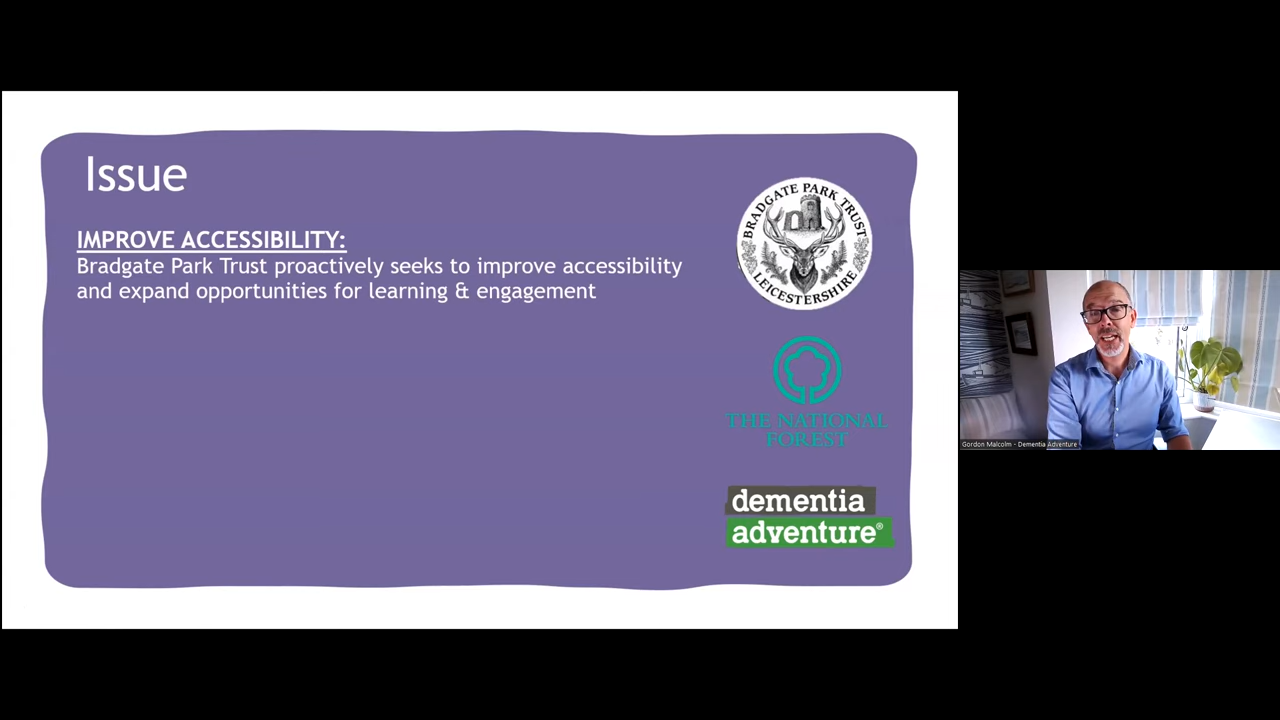 Issue
IMPROVE ACCESSIBILITY:
Bradgate Park Trust proactively seeks to improve accessibility
and expand opportunities for learning & engagement
BRADGATE PARK TRUST
LEICESTERSHIRE
THE NATIONAL
FOREST
dementia
adventure®
Gordon Malcolm - Dementia Adventure